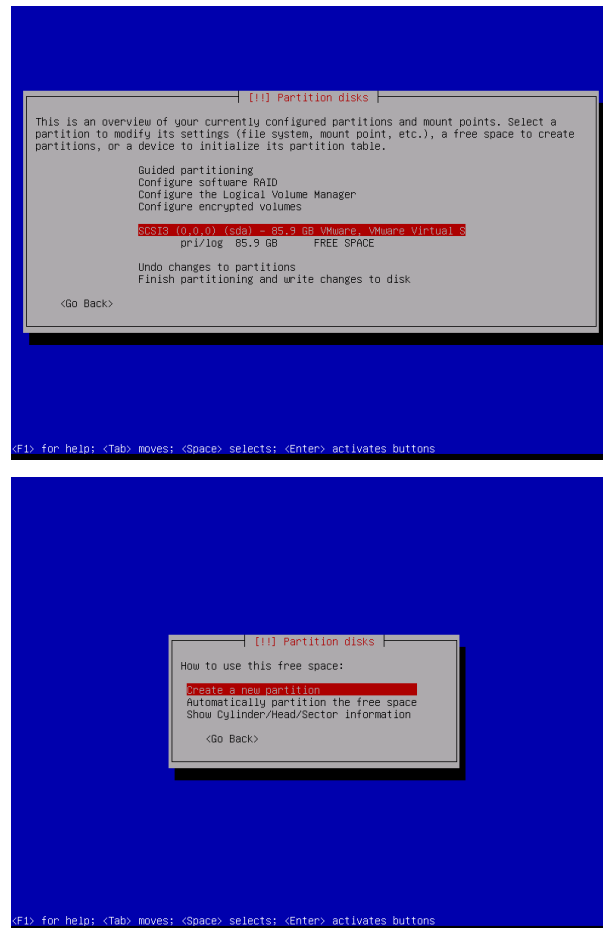 [!!] Partition disks
This is an overview of your currently configured partitions and mount points. Select a
partition to modify its settings (file system, mount point, etc.), a free space to create
partitions, or a device to initialize its partition table.
Guided partitioning
Configure software RAID
Configure the Logical Volume Manager
Configure encrypted volumes
SCSI3 (0,0,0) (sda) - 85.9 GB VMware, VMware Virtual S
pri/log 85.9 GB FREE SPACE
Undo changes to partitions
Finish partitioning and write changes to disk
<Go Back>
<F1> for help; <Tab> moves; <Space> selects; <Enter> activates buttons
[!!] Partition disks
How to use this free space:
Create a new partition
Automatically partition the free space
Show Cylinder/Head/Sector information
<Go Back>
<F1> for help; <Tab> moves; <Space> selects; <Enter> activates buttons